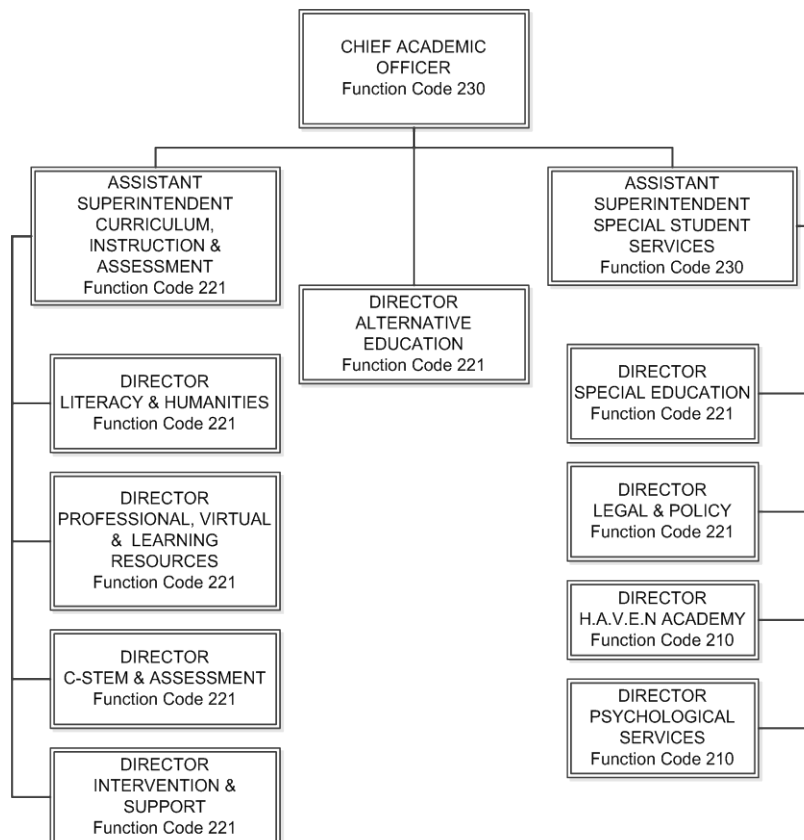 CHIEF ACADEMIC
OFFICER
Function Code 230
ASSISTANT
SUPERINTENDENT
CURRICULUM,
INSTRUCTION &
ASSESSMENT
Function Code 221
DIRECTOR
ALTERNATIVE
EDUCATION
Function Code 221
ASSISTANT
SUPERINTENDENT
SPECIAL STUDENT
SERVICES
Function Code 230
DIRECTOR
LITERACY & HUMANITIES
Function Code 221
DIRECTOR
PROFESSIONAL, VIRTUAL
& LEARNING
RESOURCES
Function Code 221
DIRECTOR
C-STEM & ASSESSMENT
Function Code 221
DIRECTOR
INTERVENTION &
SUPPORT
Function Code 221
DIRECTOR
SPECIAL EDUCATION
Function Code 221
DIRECTOR
LEGAL & POLICY
Function Code 221
DIRECTOR
H.A.V.E.N ACADEMY
Function Code 210
DIRECTOR
PSYCHOLOGICAL
SERVICES
Function Code 210